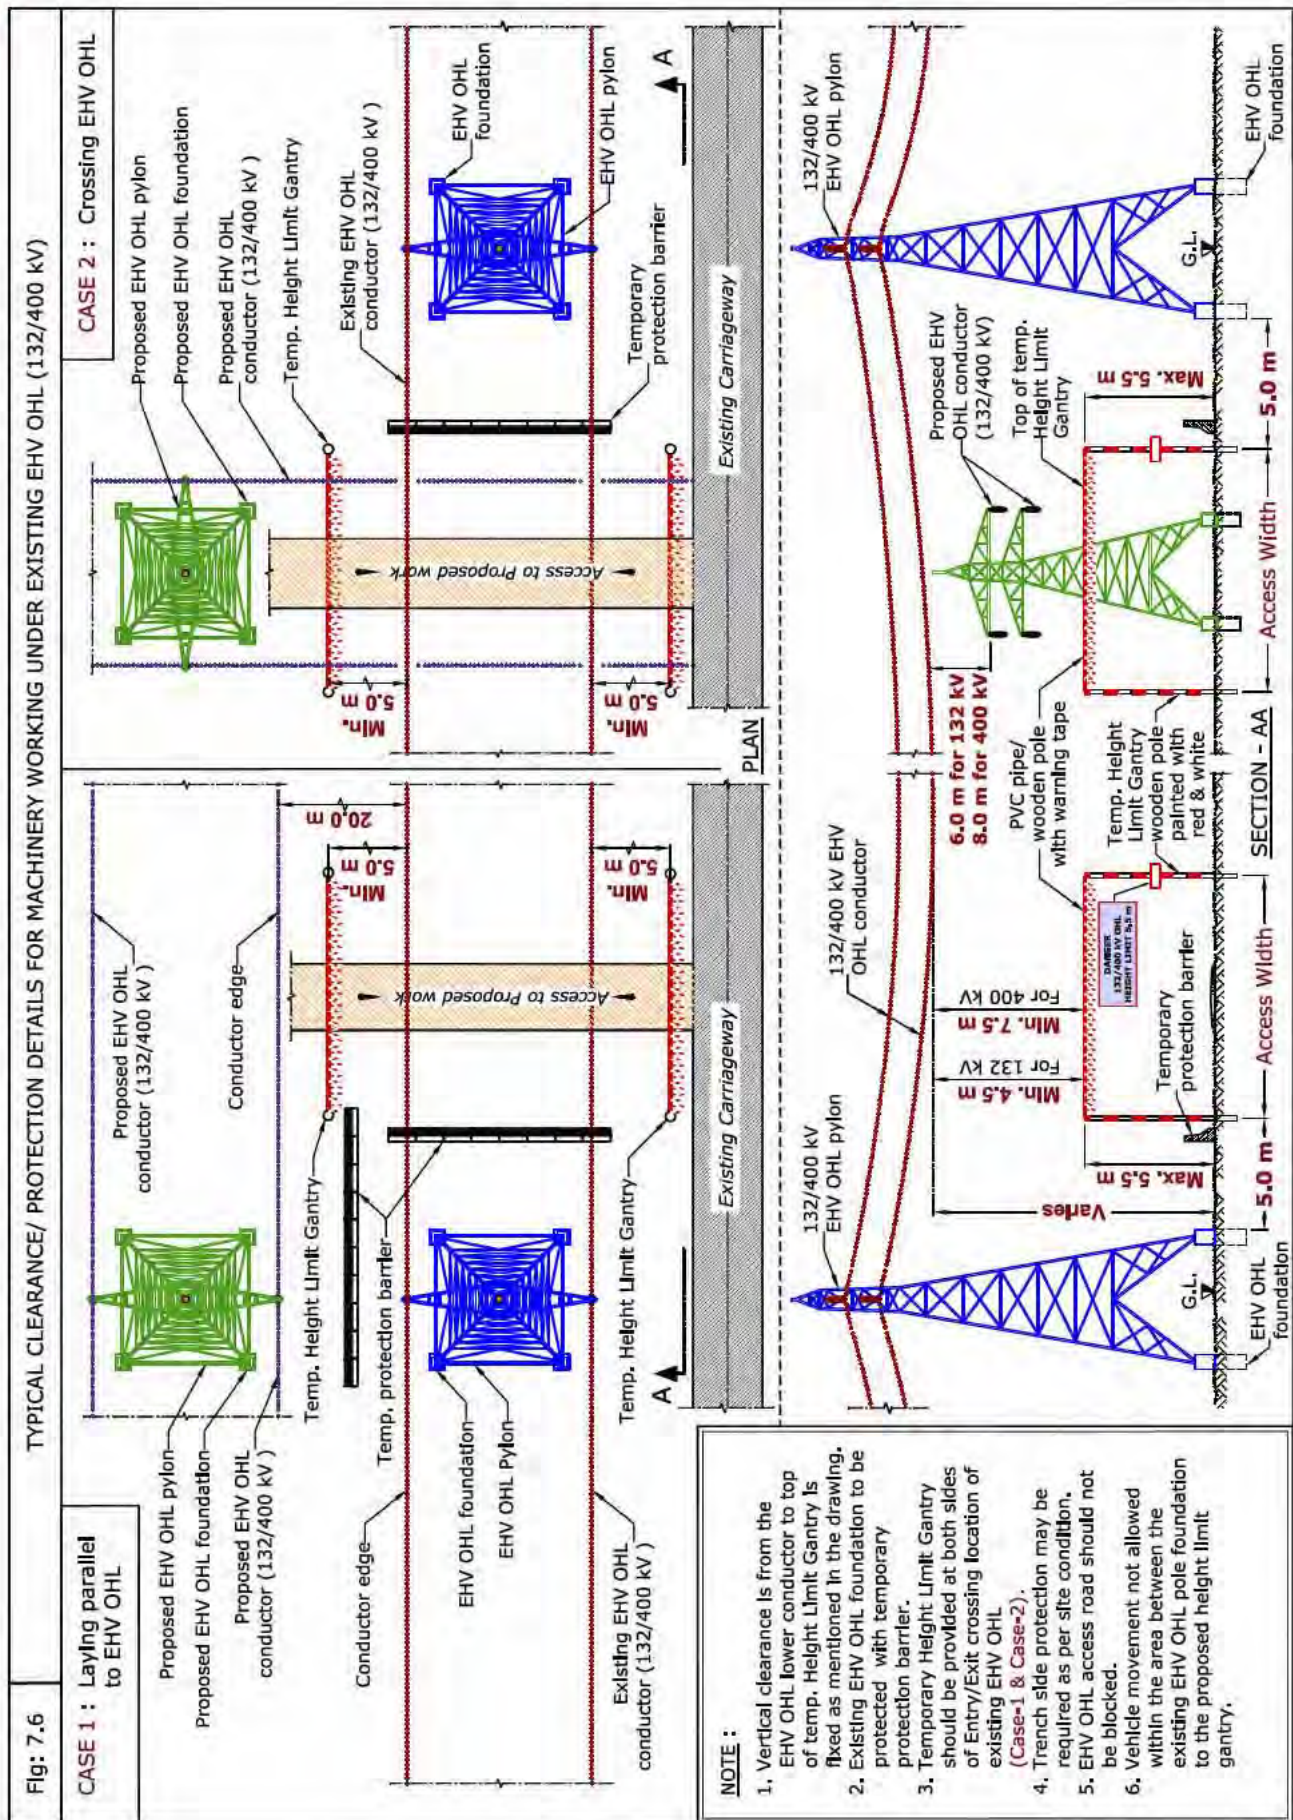 Fig: 7.6
TYPICAL CLEARANCE/ PROTECTION DETAILS FOR MACHINERY WORKING UNDER EXISTING EHV OHL (132/400 kV)
CASE 1 : Laying parallel
to EHV OHL
CASE 2 : Crossing EHV OHL
Proposed EHV OHL pylon
Proposed EHV OHL foundation
Proposed EHV OHL
conductor (132/400 kV )
Conductor edge
EHV OHL foundation
EHV OHL Pylon
Existing EHV OHL
conductor (132/400 kV )
Proposed EHV OHL
conductor (132/400 kV )
Conductor edge
Temp. Height Limit Gantry
Temp. protection barrier
Temp. Height Limit Gantry
20.0 m
Min.
5.0 m
Min.
5.0 m
Access to Proposed work
Existing Carriageway
A
PLAN
Proposed EHV OHL pylon
Proposed EHV OHL foundation
Proposed EHV OHL
conductor (132/400 kV )
Temp. Height Limit Gantry
Existing EHV OHL
conductor (132/400 kV )
EHV OHL
foundation
EHV OHL pylon
Temporary
protection barrier
Min.
5.0 m
Min.
5.0 m
Access to Proposed work
Existing Carriageway
A
132/400 kV
EHV OHL pylon
132/400 kV EHV
OHL conductor
6.0 m for 132 kV
8.0 m for 400 kV
Proposed EHV
OHL conductor
(132/400 kV)
Top of temp.
Height Limit
Gantry
132/400 kV
EHV OHL pylon
Varies
Max. 5.5 m
Min. 4.5 m
For 132 kV
Min. 7.5 m
For 400 kV
DANGER
132/400 KV OHL
HEIGHT LIMIT 5.5 m
Temporary
protection barrier
PVC pipe/
wooden pole
with warning tape
Temp. Height
Limit Gantry
wooden pole
painted with
red & white
Max. 5.5 m
G.L.
G.L.
EHV OHL
foundation
5.0 m
Access Width
SECTION - AA
Access Width
5.0 m
EHV OHL
foundation
NOTE :
1. Vertical clearance is from the
EHV OHL lower conductor to top
of temp. Height Limit Gantry is
fixed as mentioned in the drawing.
2. Existing EHV OHL foundation to be
protected with temporary
protection barrier.
3. Temporary Height Limit Gantry
should be provided at both sides
of Entry/Exit crossing location of
existing EHV OHL
(Case-1 & Case-2).
4. Trench side protection may be
required as per site condition.
5. EHV OHL access road should not
be blocked.
6. Vehicle movement not allowed
within the area between the
existing EHV OHL pole foundation
to the proposed height limit
gantry.